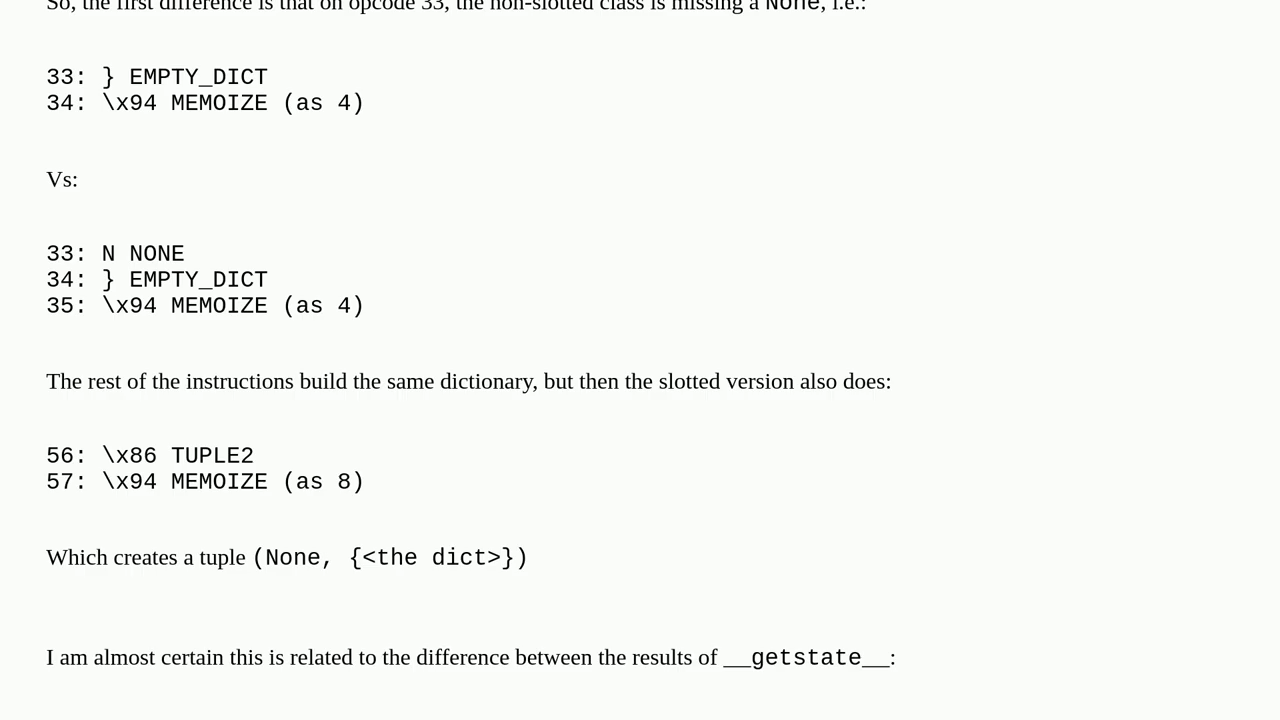 So, the first difference is that on opcode 33, the non-slotted class is missing a None, i.e.:
33: } EMPTY_DICT
34: \x94 MEMOIZE (as 4)
Vs:
33: N NONE
34: } EMPTY_DICT
35: \x94 MEMOIZE (as 4)
The rest of the instructions build the same dictionary, but then the slotted version also does:
56: \x86 TUPLE2
57: \x94 MEMOIZE (as 8)
Which creates a tuple (None, {<the dict>})
I am almost certain this is related to the difference between the results of __getstate__: